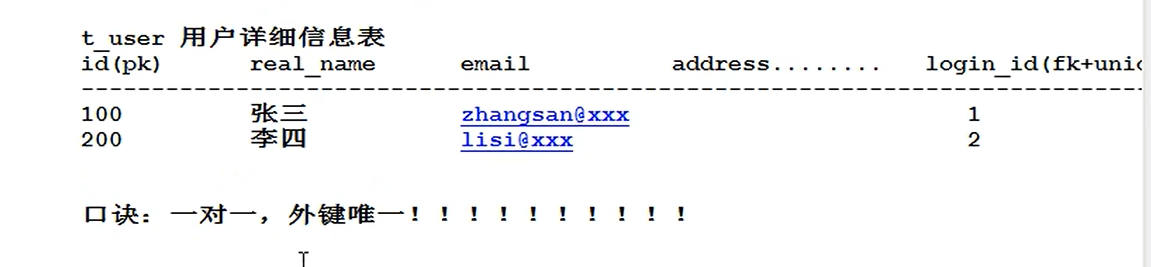 t_user 用户详细信息表
id(pk) real_name email address........ login_id(fk+uniq
--------------------------------------------------------------------------------
100 张三 zhangsan@xxx 1
200 李四 lisi@xxx 2
口诀：一对一，外键唯一！！！！！！！！！！